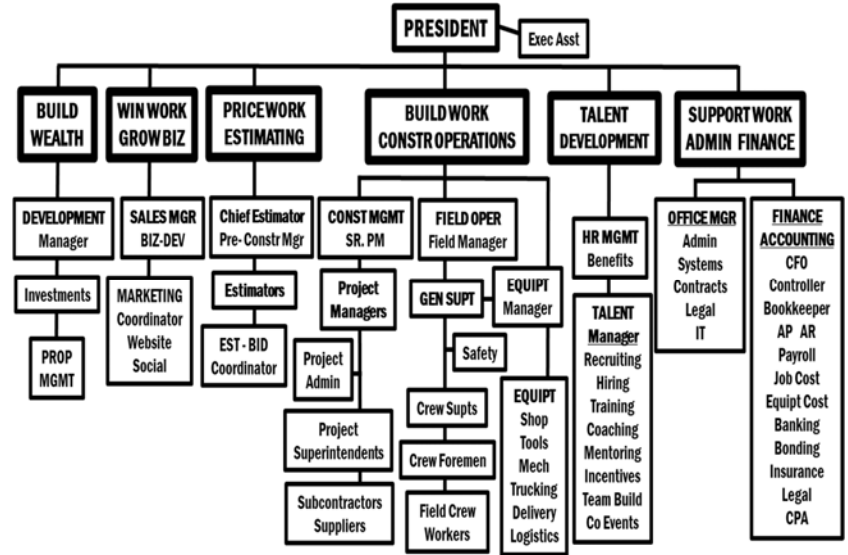 PRESIDENT
Exec Asst
BUILD
WEALTH
WIN WORK
GROW BIZ
PRICE WORK
ESTIMATING
BUILD WORK
CONSTR OPERATIONS
TALENT
DEVELOPMENT
SUPPORT WORK
ADMIN FINANCE
DEVELOPMENT
Manager
Investments
PROP
MGMT
SALES MGR
BIZ-DEV
MARKETING
Coordinator
Website
Social
Chief Estimator
Pre- Constr Mgr
Estimators
EST - BID
Coordinator
CONST MGMT
SR. PM
Project
Managers
Project
Admin
Project
Superintendents
Subcontractors
Suppliers
FIELD OPER
Field Manager
GEN SUPT
Safety
Crew Supts
Crew Foremen
Field Crew
Workers
EQUIPT
Manager
EQUIPT
Shop
Tools
Mech
Trucking
Delivery
Logistics
HR MGMT
Benefits
TALENT
Manager
Recruiting
Hiring
Training
Coaching
Mentoring
Incentives
Team Build
Co Events
OFFICE MGR
Admin
Systems
Contracts
Legal
IT
FINANCE
ACCOUNTING
CFO
Controller
Bookkeeper
AP AR
Payroll
Job Cost
Equipt Cost
Banking
Bonding
Insurance
Legal
CPA